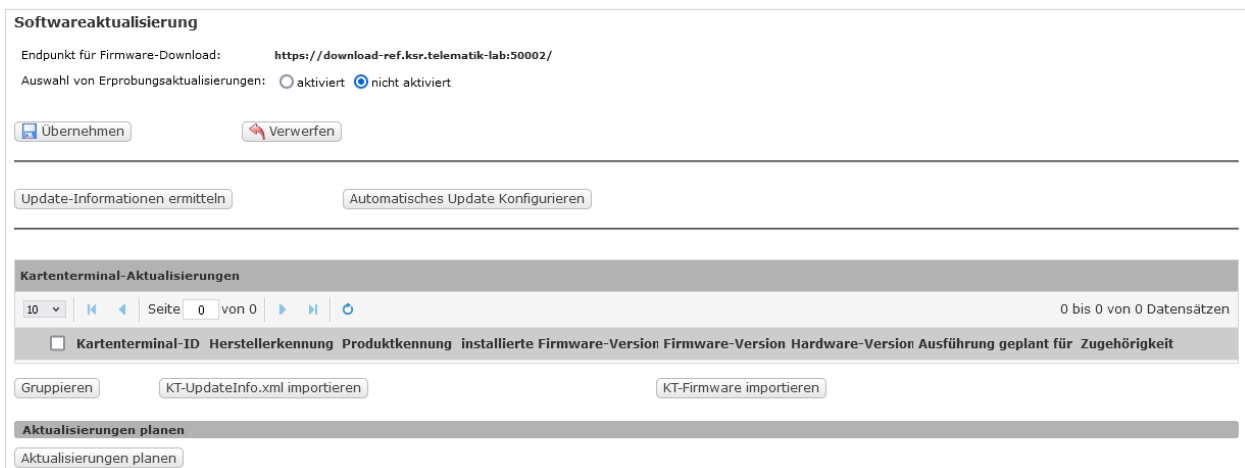 Softwareaktualisierung
Endpunkt für Firmware-Download: https://download-ref.ksr.telematik-lab:50002/
Auswahl von Erprobungsaktualisierungen: aktiviert nicht aktiviert
Übernehmen Verwerfen
Update-Informationen ermitteln Automatisches Update Konfigurieren
Kartenterminal-Aktualisierungen
10 Seite 0 von 0 0 bis 0 von 0 Datensätzen
Kartenterminal-ID Herstellerkennung Produktkennung installierte Firmware-Version Firmware-Version Hardware-Version Ausführung geplant für Zugehörigkeit
Gruppieren KT-UpdateInfo.xml importieren KT-Firmware importieren
Aktualisierungen planen
Aktualisierungen planen